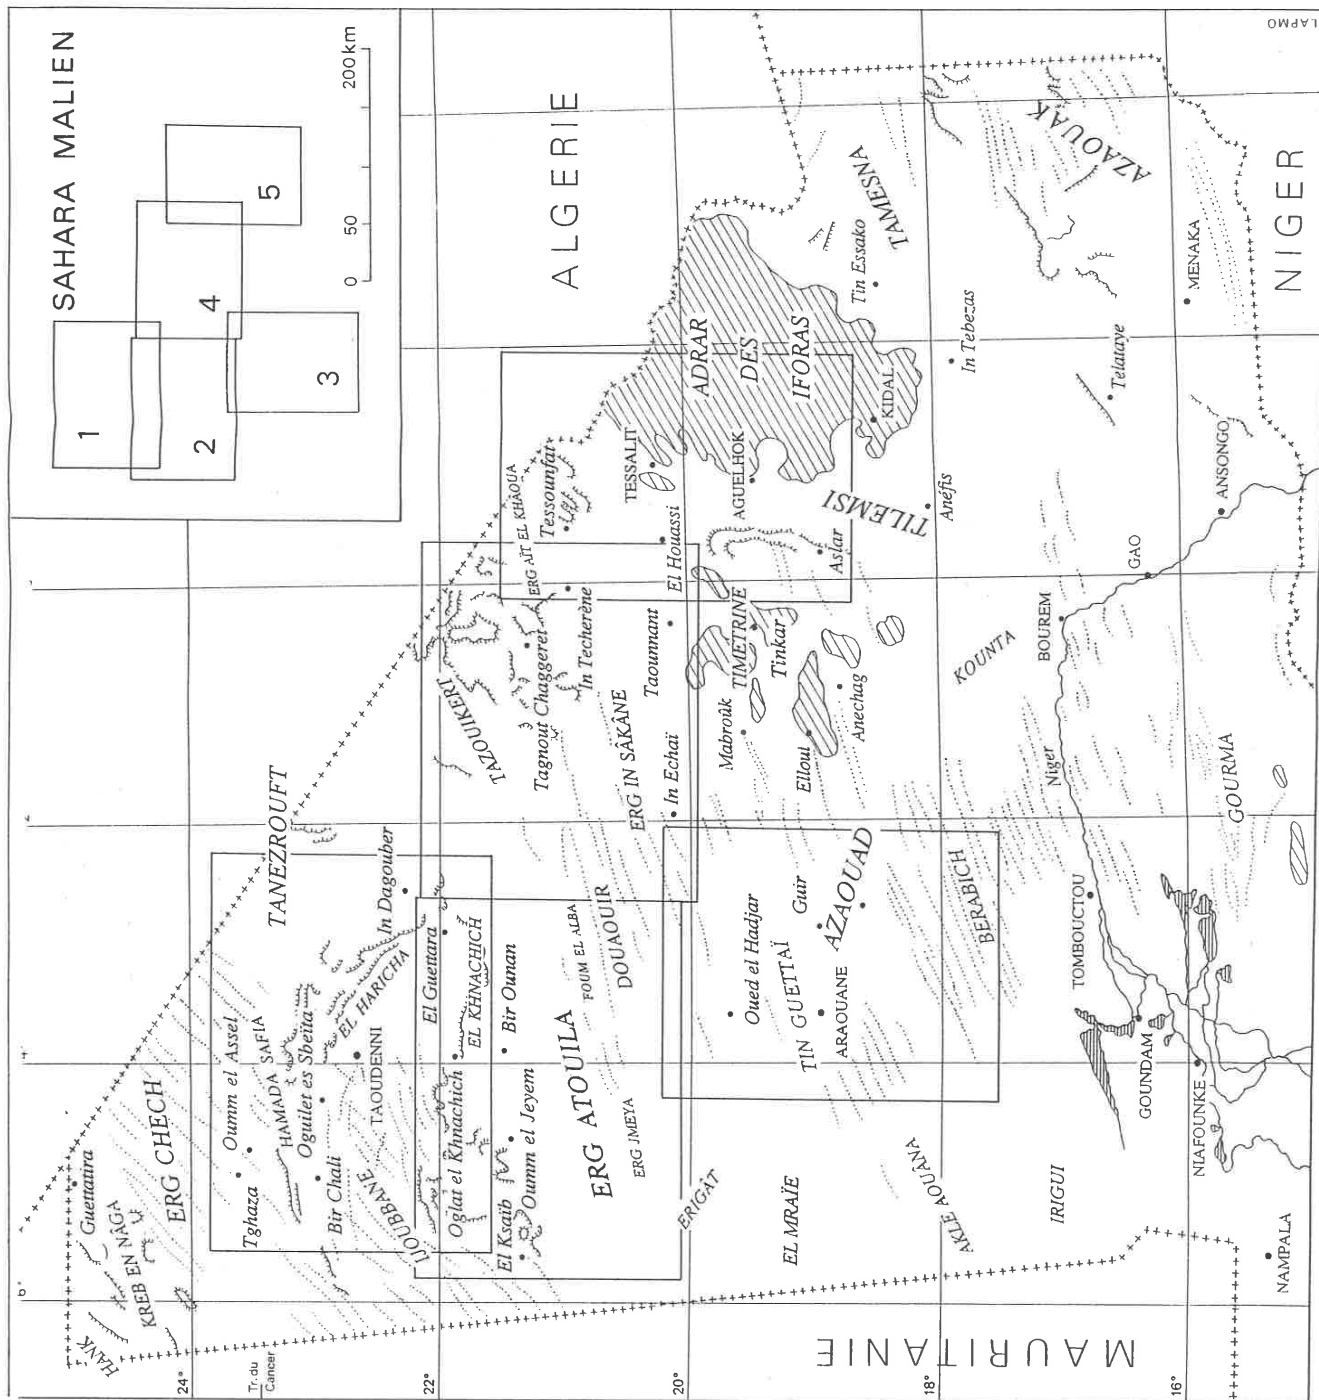 SAHARA MALIEN
1
2
3
4
5
0 50 200 km
LAPMO
ALGERIE
NIGER
MAURITANIE
6°
4
2
24°
Tr. du
Cancer
22°
20°
18°
16°
HANK
KREB EN NÂGA
Guettatira
ERG CHECH
TANEZROUFT
Tghaza
Oumm el Assel
HAMADA SAFIA
Oguilet es Sbeïta
Bir Chali
EL HARICHA
In Dagouber
TAOUDENNI
IJOUBBANE
El Guettara
EL KHNACHICH
Oglat el Khnachich
Bir Ounan
El Ksaïb
Oumm el Jeyem
ERG ATOUILA
ERG JMEYA
FOUM EL ALBA
DOUAOUIR
TAZOUIKERT
Tagnout Chaggeret
ERG AÏT EL KHÂOUA
Tessounfat
In Techerène
ERG IN SÂKÂNE
Taounnant
El Houassi
In Echaï
TESSALIT
ADRAR
DES
IFORAS
AGUELHOK
KIDAL
TILEMSI
Aslar
Anéfis
TIMETRINE
Tinkar
Mabroûk
Elloul
Anechag
Tin Essako
TAMESNA
In Tebezas
AZAOUAK
Telataye
MENAKA
ERIGAT
EL MRAÏE
AKLE AOUÂNA
IRIGUI
Oued el Hadjar
TIN GUETTAÏ
Guir
ARAOUANE
AZAOUAD
BERABICH
KOUNTA
BOUREM
GAO
ANSONGO
Niger
TOMBOUCTOU
GOURMA
GOUNDAM
NIAFOUNKE
NAMPALA